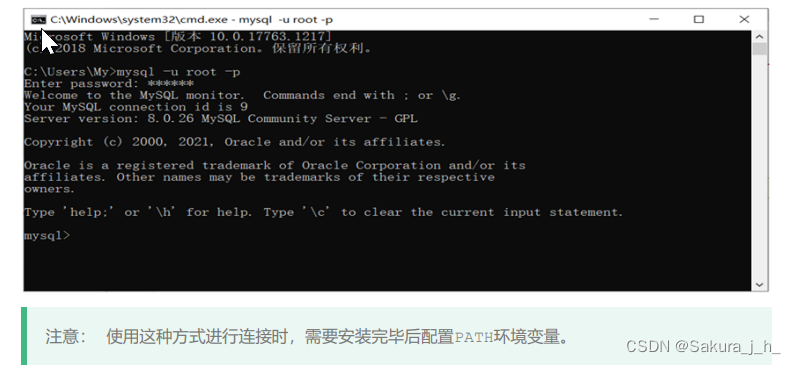 C:\Windows\system32\cmd.exe - mysql -u root -p
Microsoft Windows [版本 10.0.17763.1217]
(c) 2018 Microsoft Corporation。保留所有权利。
C:\Users\My>mysql -u root -p
Enter password: ******
Welcome to the MySQL monitor.  Commands end with ; or \g.
Your MySQL connection id is 9
Server version: 8.0.26 MySQL Community Server - GPL
Copyright (c) 2000, 2021, Oracle and/or its affiliates.
Oracle is a registered trademark of Oracle Corporation and/or its
affiliates. Other names may be trademarks of their respective
owners.
Type 'help;' or '\h' for help. Type '\c' to clear the current input statement.
mysql>
注意： 使用这种方式进行连接时，需要安装完毕后配置PATH环境变量。
CSDN @Sakura_j_h_